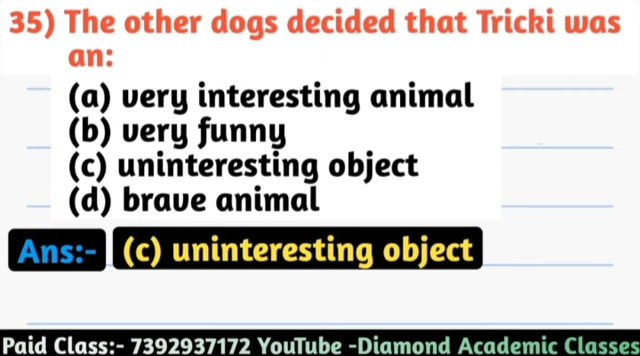 35) The other dogs decided that Tricki was
an:
(a) very interesting animal
(b) very funny
(c) uninteresting object
(d) brave animal
Ans:- (c) uninteresting object
Paid Class:- 7392937172 YouTube -Diamond Academic Classes